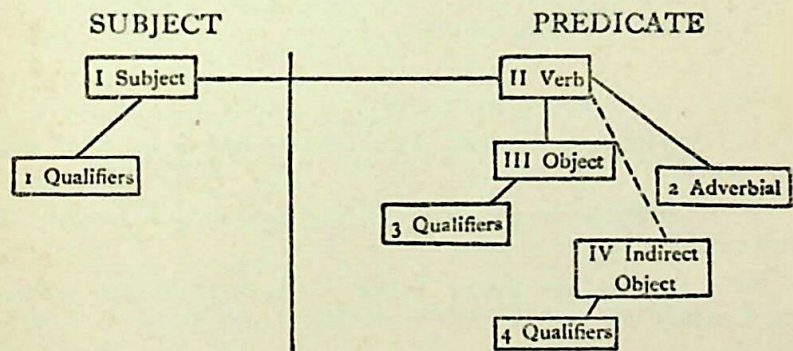 SUBJECT PREDICATE
I Subject II Verb
III Object
1 Qualifiers 2 Adverbial
3 Qualifiers
IV Indirect
Object
4 Qualifiers